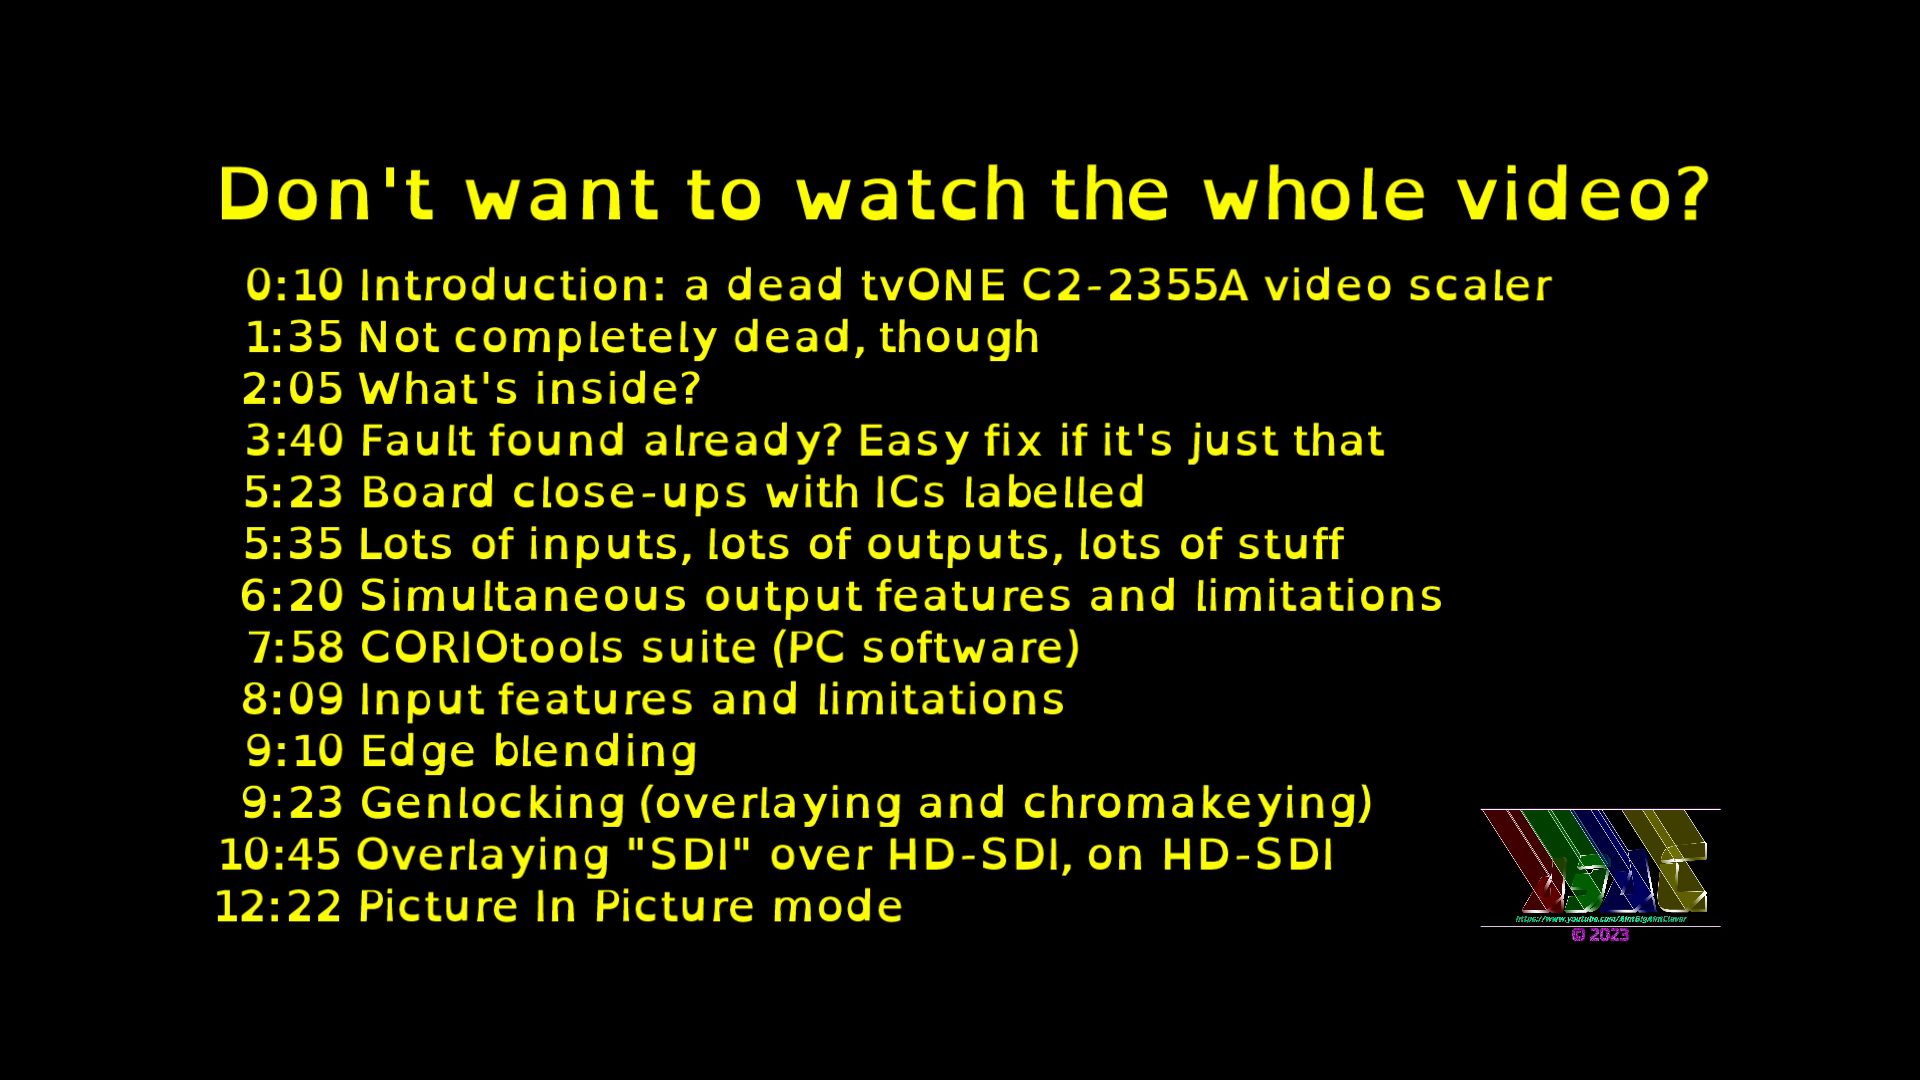 Don't want to watch the whole video?
0:10 Introduction: a dead tvONE C2-2355A video scaler
1:35 Not completely dead, though
2:05 What's inside?
3:40 Fault found already? Easy fix if it's just that
5:23 Board close-ups with ICs labelled
5:35 Lots of inputs, lots of outputs, lots of stuff
6:20 Simultaneous output features and limitations
7:58 CORIOtools suite (PC software)
8:09 Input features and limitations
9:10 Edge blending
9:23 Genlocking (overlaying and chromakeying)
10:45 Overlaying "SDI" over HD-SDI, on HD-SDI
12:22 Picture In Picture mode
https://www.youtube.com/AintBigAintClever
© 2023